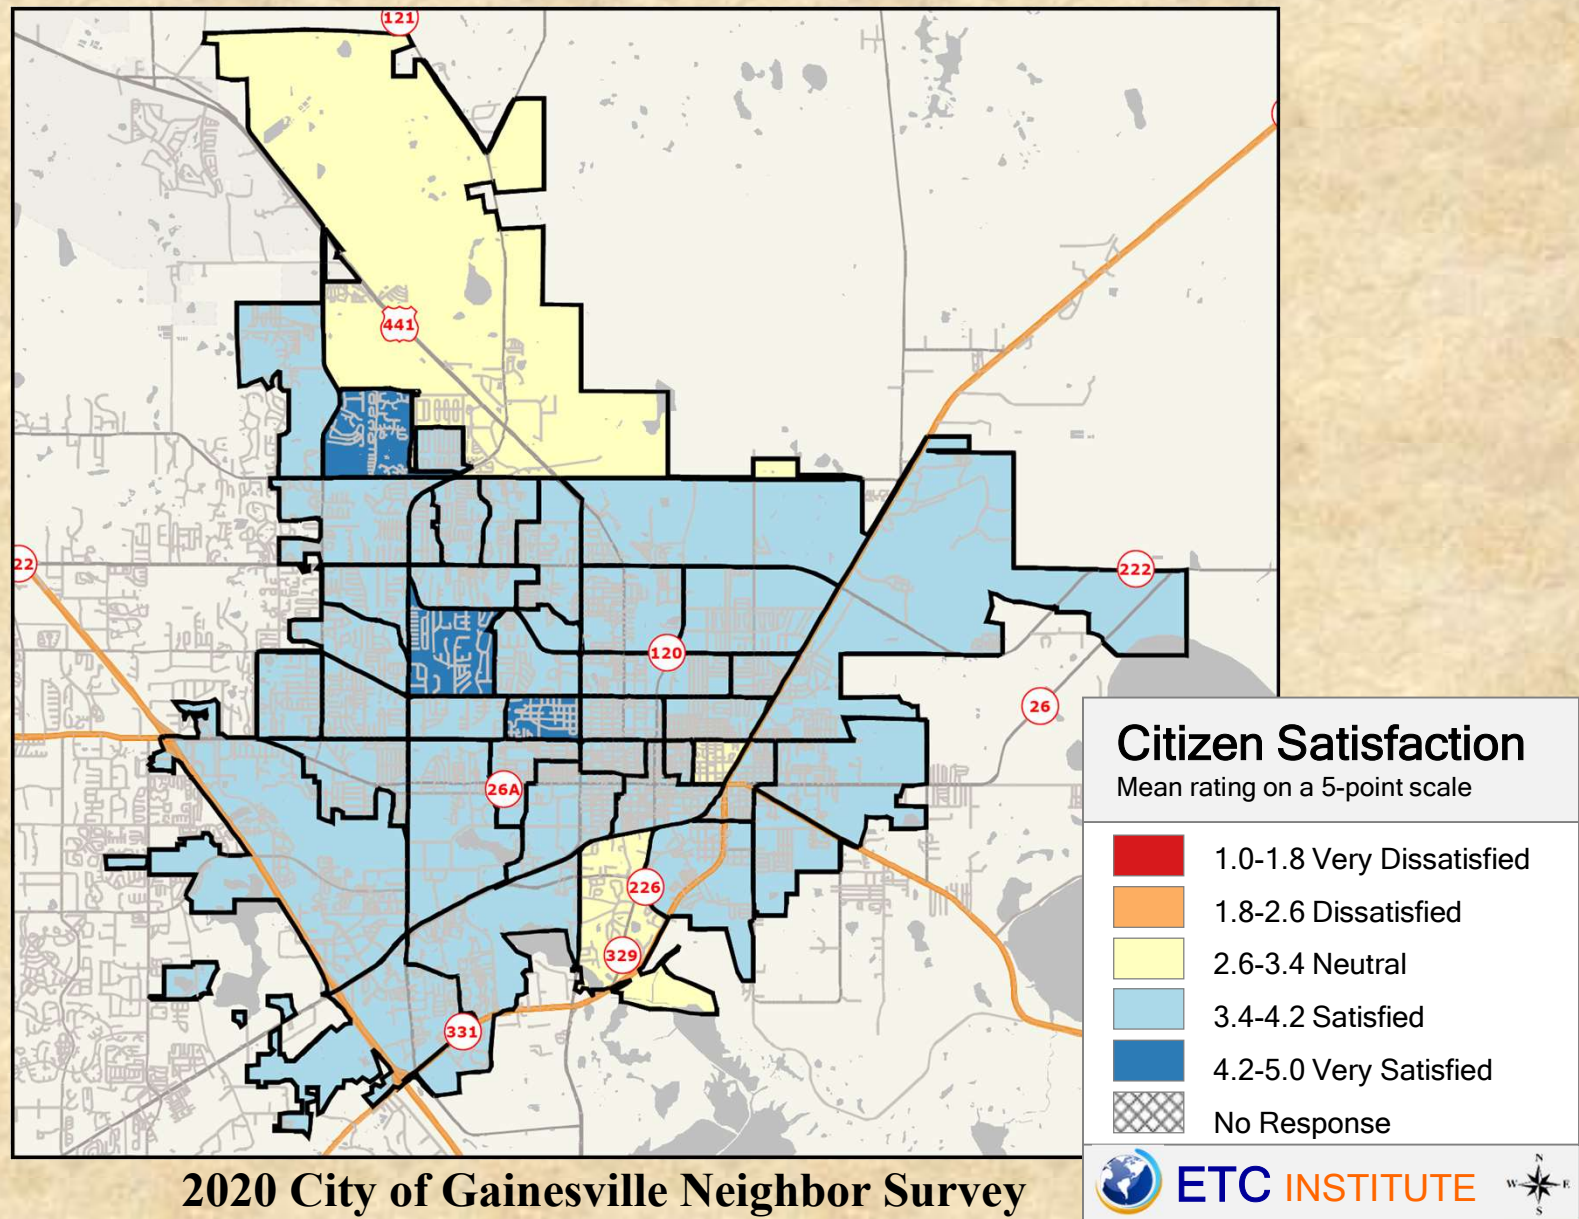 121
441
22
222
120
26
26A
226
329
331
Citizen Satisfaction
Mean rating on a 5-point scale
1.0-1.8 Very Dissatisfied
1.8-2.6 Dissatisfied
2.6-3.4 Neutral
3.4-4.2 Satisfied
4.2-5.0 Very Satisfied
No Response
2020 City of Gainesville Neighbor Survey
ETC INSTITUTE
N
W E
S